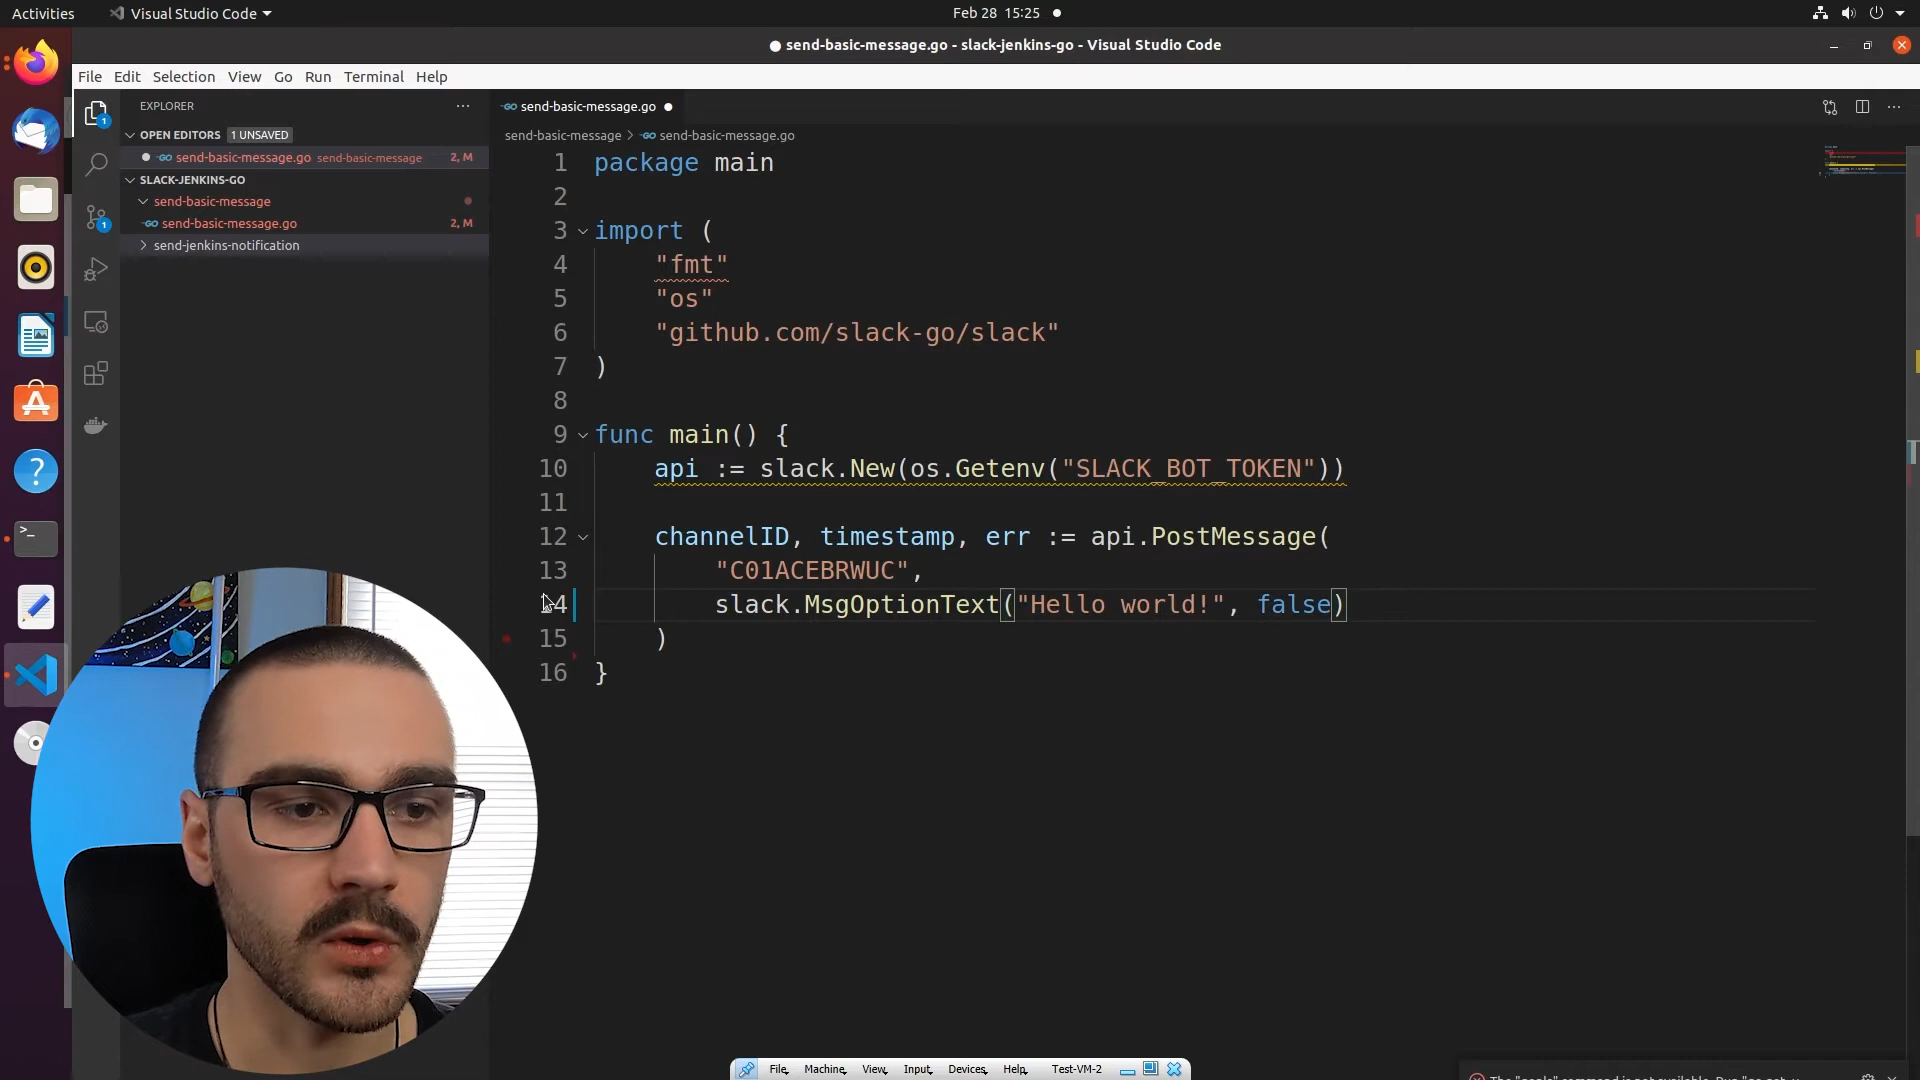 Activities
Visual Studio Code
Feb 28 15:25
send-basic-message.go - slack-jenkins-go - Visual Studio Code
File Edit Selection View Go Run Terminal Help
EXPLORER
OPEN EDITORS 1 UNSAVED
send-basic-message.go send-basic-message 2, M
SLACK-JENKINS-GO
send-basic-message
send-basic-message.go 2, M
send-jenkins-notification
1
1
send-basic-message.go
send-basic-message > send-basic-message.go
1 package main
2
3 import (
4 "fmt"
5 "os"
6 "github.com/slack-go/slack"
7 )
8
9 func main() {
10 api := slack.New(os.Getenv("SLACK_BOT_TOKEN"))
11
12 channelID, timestamp, err := api.PostMessage(
13 "C01ACEBRWUC",
14 slack.MsgOptionText("Hello world!", false)
15 )
16 }
File Machine View Input Devices Help Test-VM-2